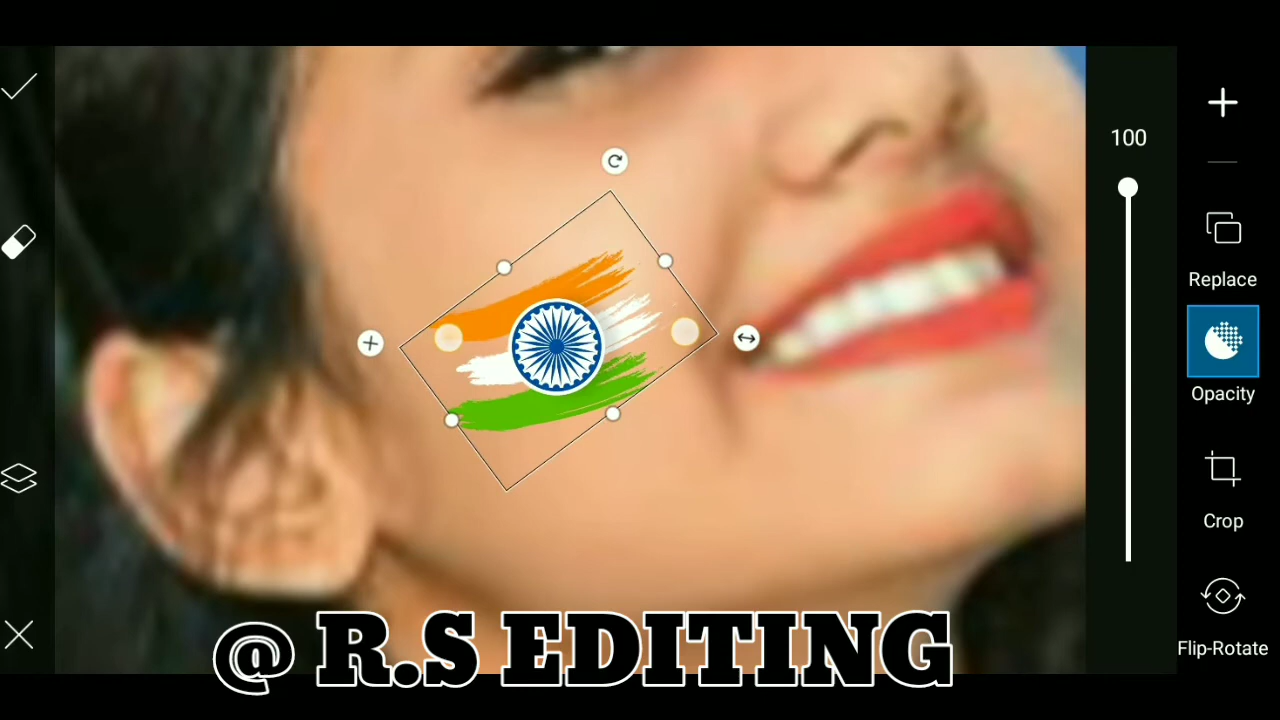 100
Replace
Opacity
Crop
Flip-Rotate
@ R.S EDITING